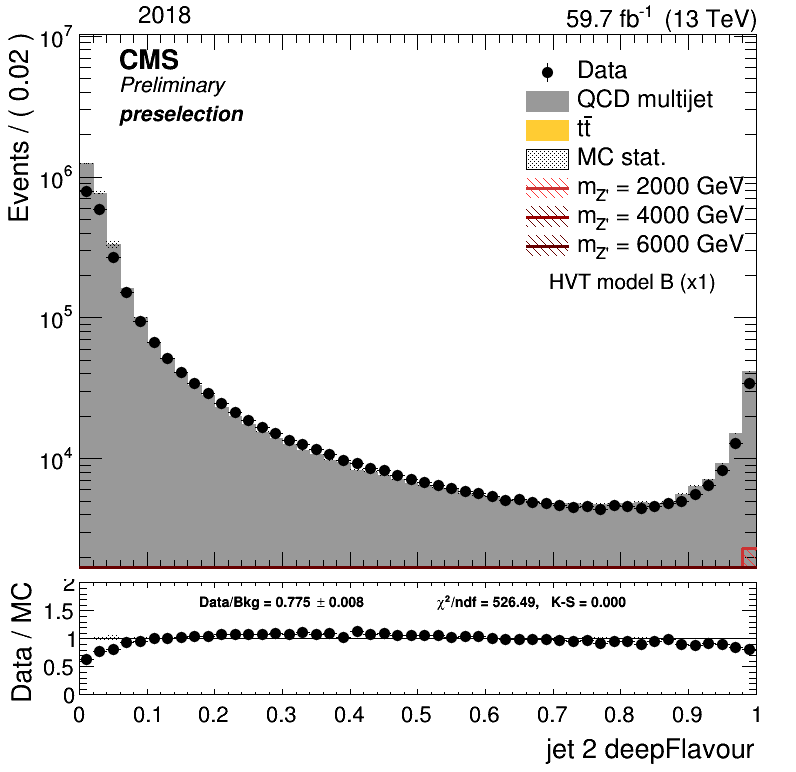 2018
59.7 fb⁻¹ (13 TeV)
CMS
Preliminary
preselection
Data
QCD multijet
tt̄
MC stat.
m_Z' = 2000 GeV
m_Z' = 4000 GeV
m_Z' = 6000 GeV
HVT model B (x1)
Events / ( 0.02 )
10⁷
10⁶
10⁵
10⁴
Data/Bkg = 0.775 ± 0.008
χ²/ndf = 526.49, K-S = 0.000
Data / MC
2
1.5
1
0.5
0
0 0.1 0.2 0.3 0.4 0.5 0.6 0.7 0.8 0.9 1
jet 2 deepFlavour